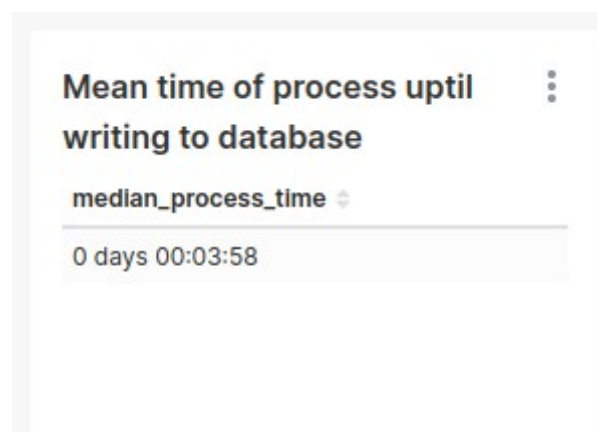 Mean time of process uptil
writing to database
median_process_time
0 days 00:03:58